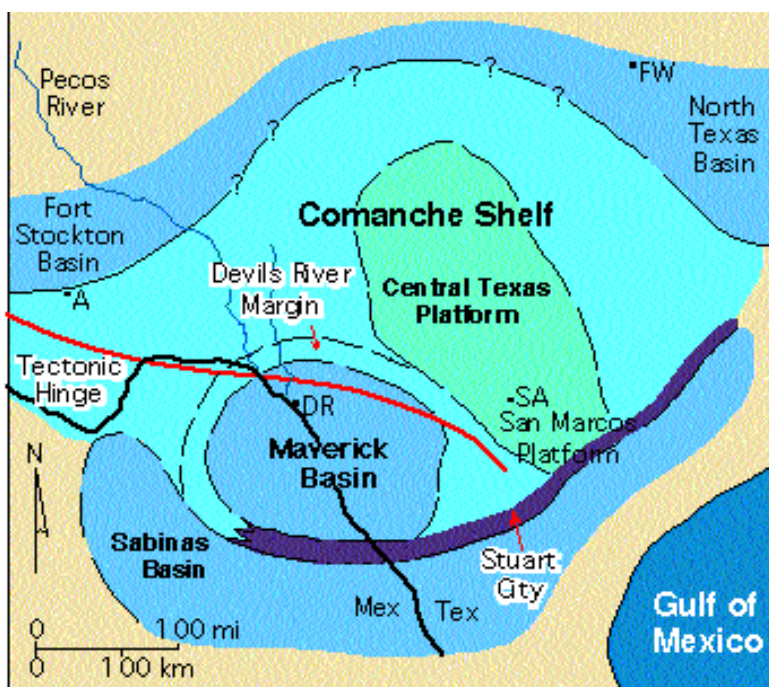 Pecos
River
?
?
?
?
?
FW
North
Texas
Basin
Fort
Stockton
Basin
Comanche Shelf
Devils River
Margin
Central Texas
Platform
A
Tectonic
Hinge
DR
SA
San Marcos
Platform
Maverick
Basin
N
Sabinas
Basin
Stuart
City
Mex Tex
Gulf of
Mexico
0 100 mi
0 100 km